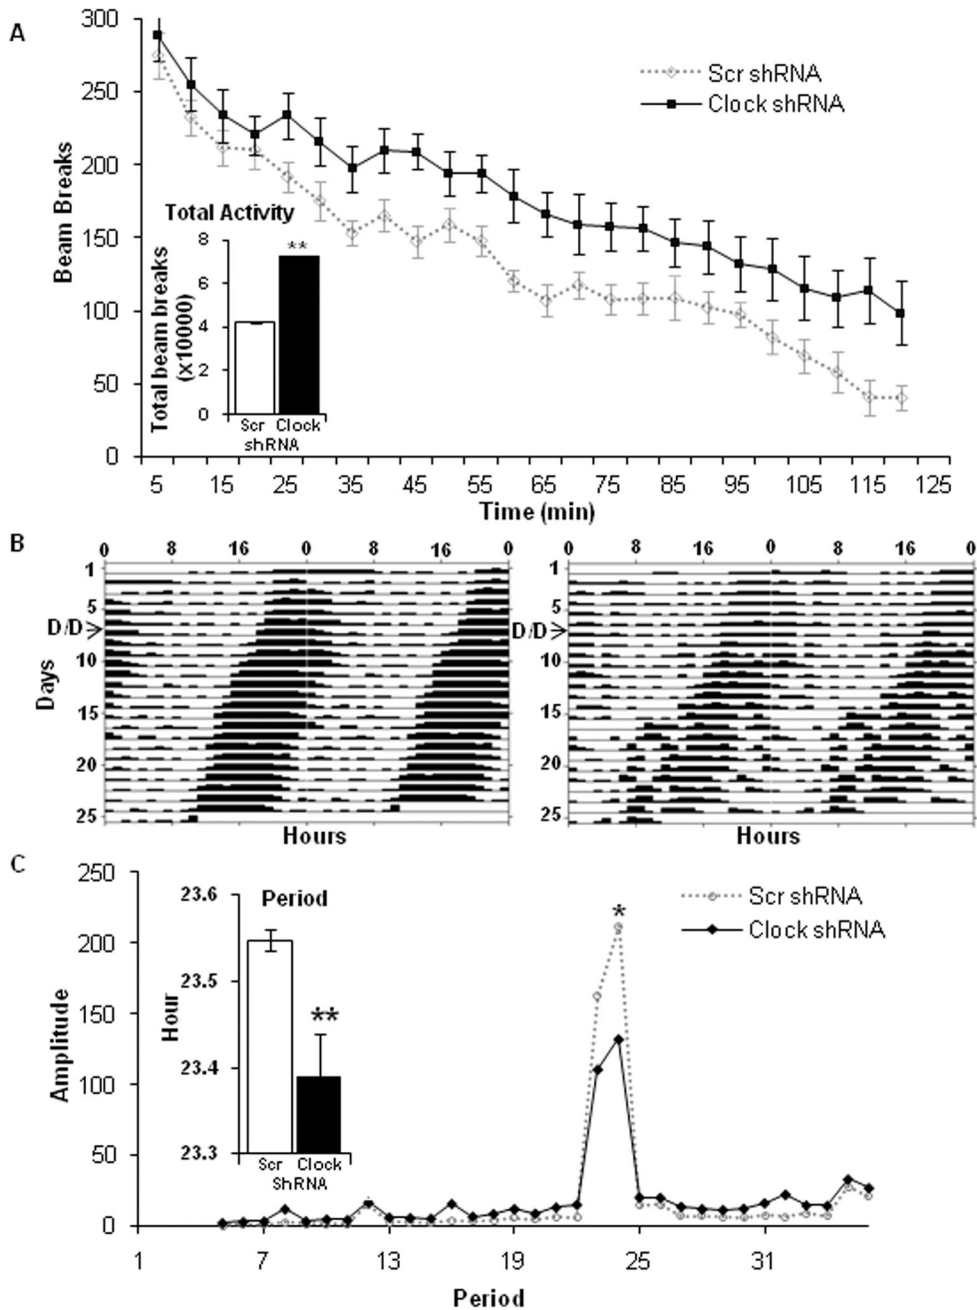 A
300
250
200
150
100
50
0
Beam Breaks
Scr shRNA
Clock shRNA
Total Activity
**
8
6
4
2
0
Total beam breaks
(x10000)
Scr Clock
shRNA
5 15 25 35 45 55 65 75 85 95 105 115 125
Time (min)
B
0 8 16 0 8 16 0
0 8 16 0 8 16 0
1
5
D/D
10
15
20
25
Days
Hours
1
5
D/D
10
15
20
25
Hours
C
250
200
150
100
50
0
Amplitude
Scr shRNA
Clock shRNA
*
Period
23.6
23.5
23.4
23.3
Hour
**
Scr Clock
ShRNA
1 7 13 19 25 31
Period